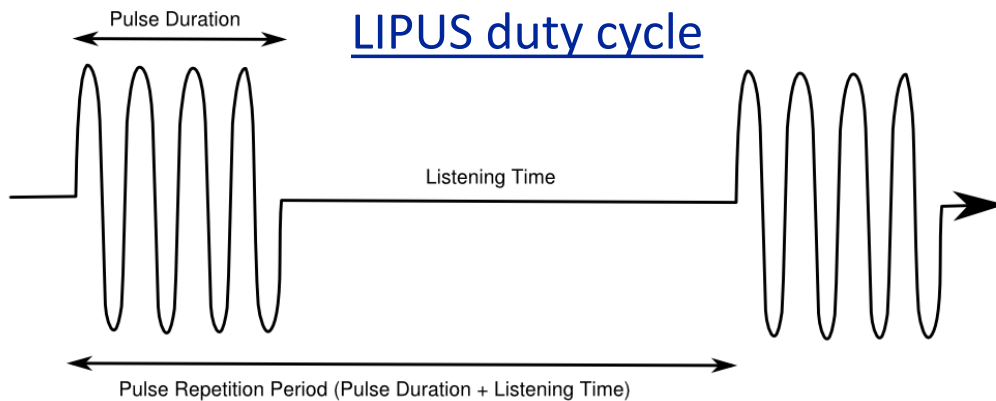 Pulse Duration
LIPUS duty cycle
Listening Time
Pulse Repetition Period (Pulse Duration + Listening Time)